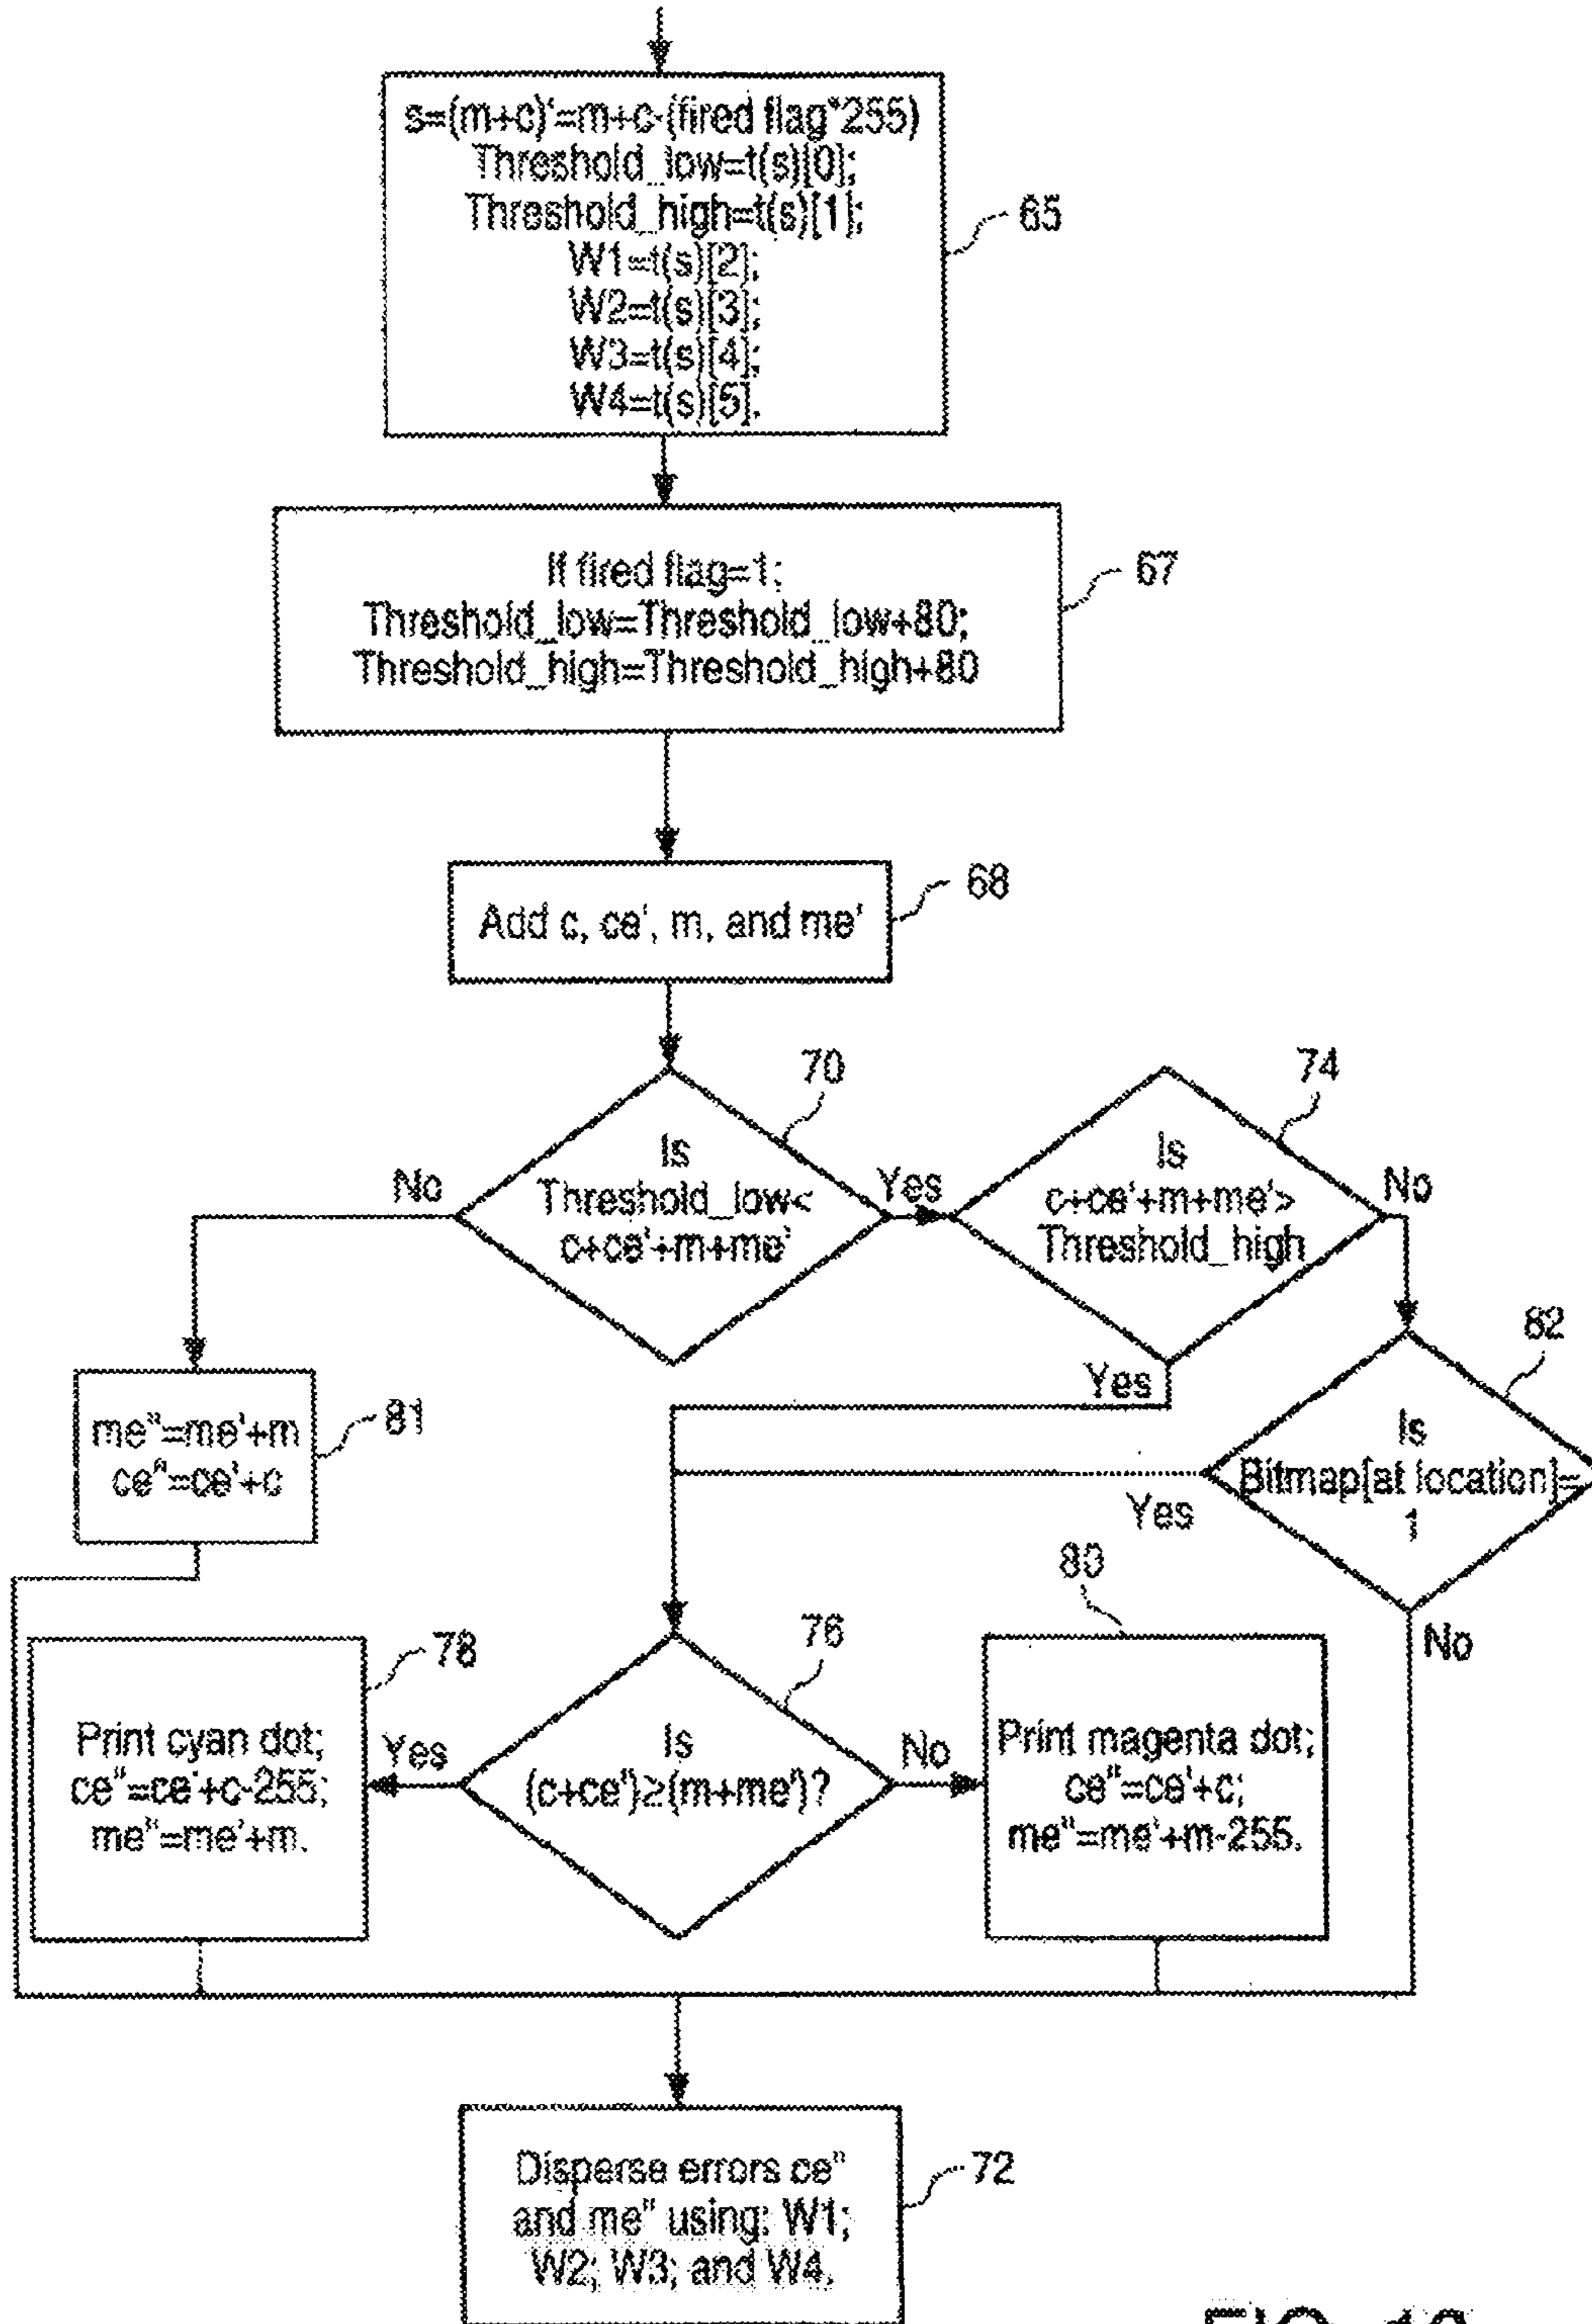 s=(m+c)'=m+c-(fired flag*255)
Threshold_low=t(s)[0];
Threshold_high=t(s)[1];
W1=t(s)[2];
W2=t(s)[3];
W3=t(s)[4];
W4=t(s)[5].
65
If fired flag=1;
Threshold_low=Threshold_low+80;
Threshold_high=Threshold_high+80
67
Add c, ce', m, and me'
68
70
Is
Threshold_low<
c+ce'+m+me'
No
Yes
74
Is
c+ce'+m+me'>
Threshold_high
No
Yes
82
Is
Bitmap[at location]=
1
Yes
No
me"=me'+m
ce"=ce'+c
81
78
Print cyan dot;
ce"=ce'+c-255;
me"=me'+m.
76
Is
(c+ce')≥(m+me')?
Yes
No
80
Print magenta dot;
ce"=ce'+c;
me"=me'+m-255.
Disperse errors ce"
and me" using: W1;
W2; W3; and W4.
72